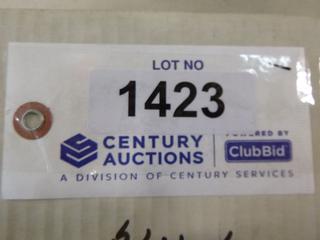 LOT NO
1423
CENTURY AUCTIONS
POWERED BY
ClubBid
A DIVISION OF CENTURY SERVICES